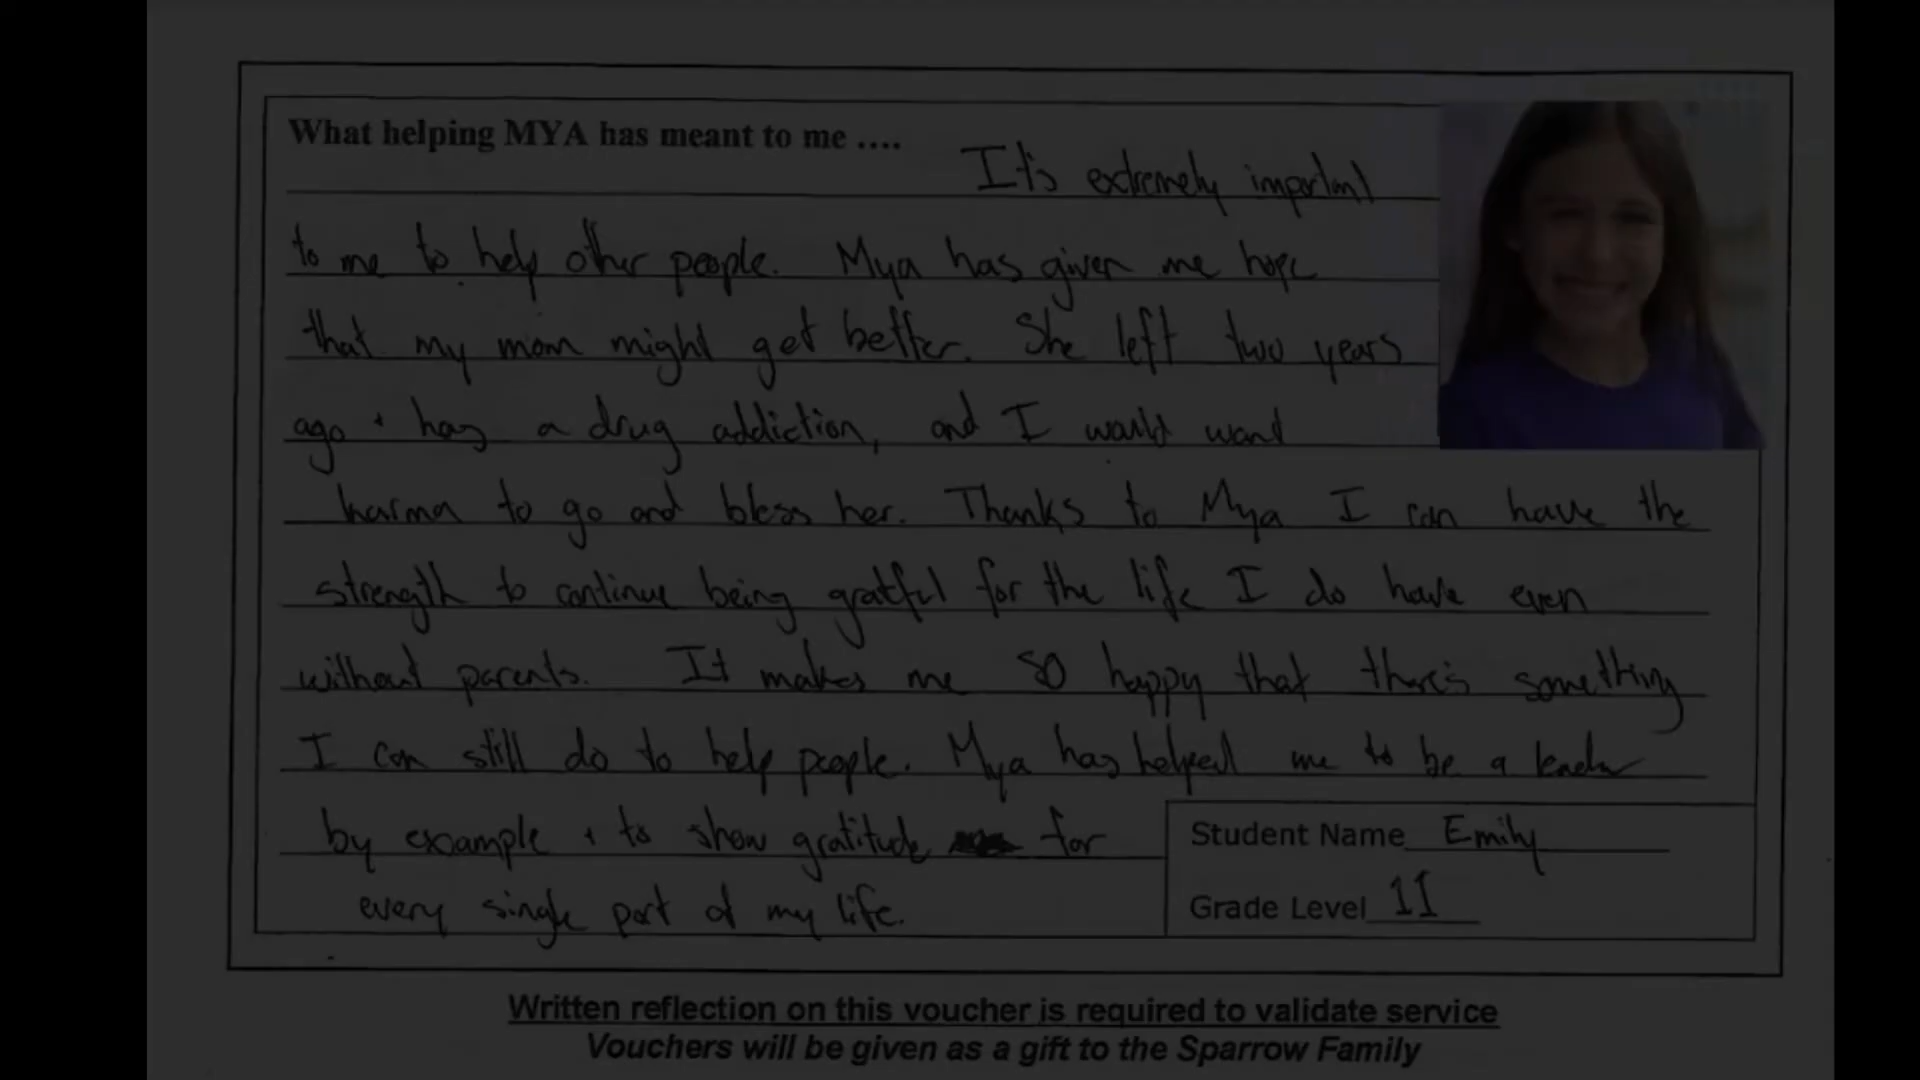 What helping MYA has meant to me ....
It's extremely important
to me to help other people. Mya has given me hope
that my mom might get better. She left two years
ago + has a drug addiction, and I would want
karma to go and bless her. Thanks to Mya I can have the
strength to continue being gratful for the life I do have even
without parents. It makes me so happy that there's something
I can still do to help people. Mya has helped me to be a leader
by example + to show gratitude for
every single part of my life.
Student Name Emily
Grade Level 11
Written reflection on this voucher is required to validate service
Vouchers will be given as a gift to the Sparrow Family